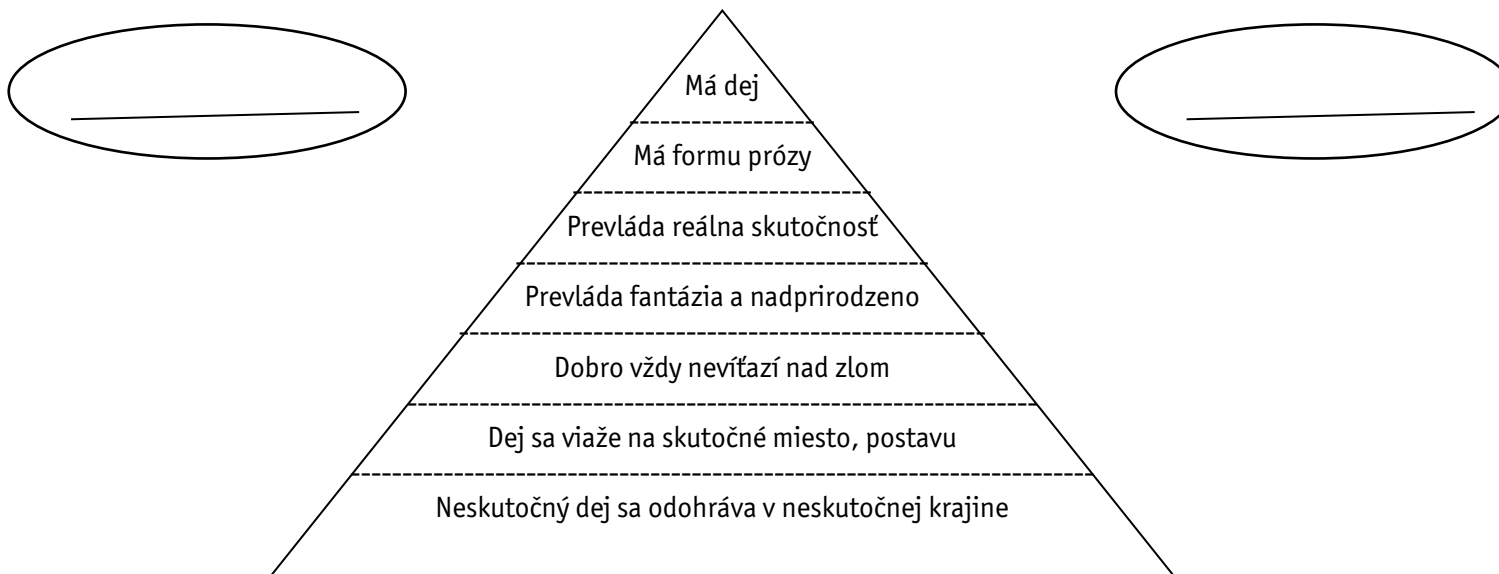 Má dej
Má formu prózy
Prevláda reálna skutočnosť
Prevláda fantázia a nadprirodzeno
Dobro vždy nevíťazí nad zlom
Dej sa viaže na skutočné miesto, postavu
Neskutočný dej sa odohráva v neskutočnej krajine